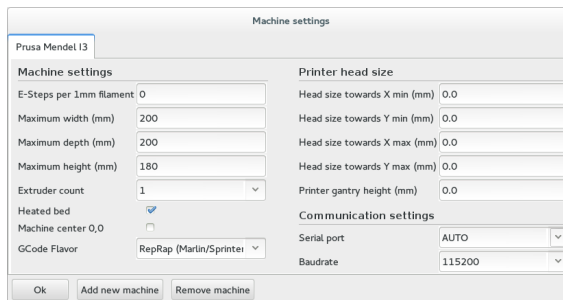 Machine settings
Prusa Mendel I3
Machine settings
E-Steps per 1mm filament 0
Maximum width (mm) 200
Maximum depth (mm) 200
Maximum height (mm) 180
Extruder count 1
Heated bed
Machine center 0,0
GCode Flavor RepRap (Marlin/Sprinter
Printer head size
Head size towards X min (mm) 0.0
Head size towards Y min (mm) 0.0
Head size towards X max (mm) 0.0
Head size towards Y max (mm) 0.0
Printer gantry height (mm) 0.0
Communication settings
Serial port AUTO
Baudrate 115200
Ok Add new machine Remove machine